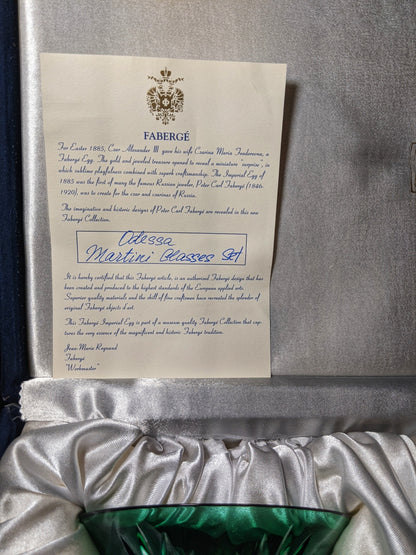 FABERGÉ
For Easter 1885, Czar Alexander III gave his wife Czarina Maria Feodorovna, a
Fabergé Egg. The gold and jeweled treasure opened to reveal a miniature "surprise", in
which sublime playfulness combined with superb craftsmanship. The Imperial Egg of
1885 was the first of many the famous Russian jeweler, Peter Carl Fabergé (1846-
1920), was to create for the czar and czarinas of Russia.
The imagination and historic designs of Peter Carl Fabergé are revealed in this new
Fabergé Collection.
Odessa
Martini Glasses Set
It is hereby certified that this Fabergé article, is an authorized Fabergé design that has
been created and produced to the highest standards of the European applied arts.
Superior quality materials and the skill of fine craftsmen have recreated the splendor of
original Fabergé objects d'art.
This Fabergé Imperial Egg is part of a museum quality Fabergé Collection that cap-
tures the very essence of the magnificent and historic Fabergé tradition.
Jean-Marie Reynaud
Fabergé
"Workmaster"